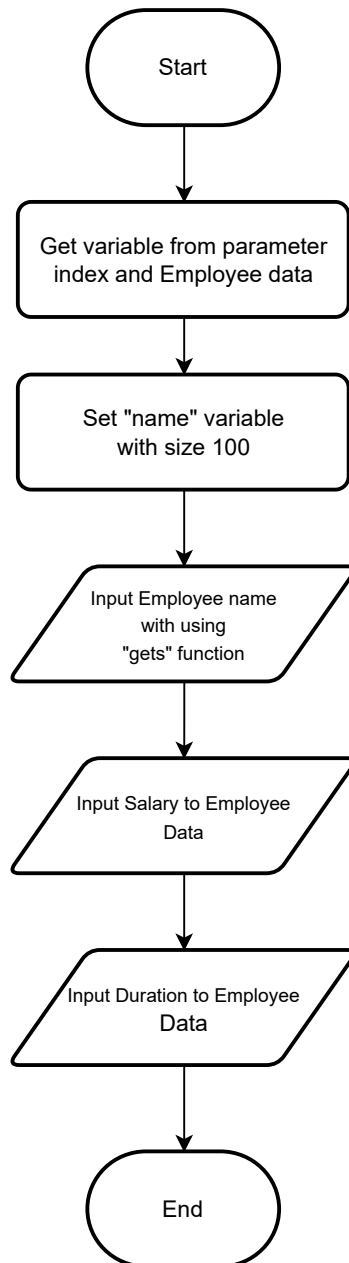 Start
Get variable from parameter
index and Employee data
Set "name" variable
with size 100
Input Employee name
with using
"gets" function
Input Salary to Employee
Data
Input Duration to Employee
Data
End